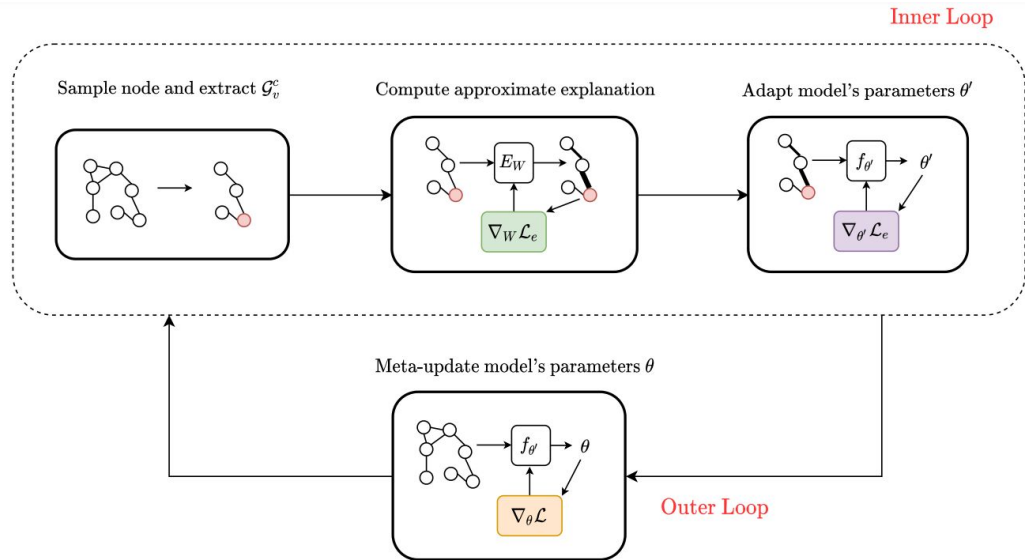 Inner Loop
Sample node and extract 𝒢ᵥᶜ
Compute approximate explanation
Adapt model's parameters θ′
E_W
∇_W ℒ_e
f_θ′
θ′
∇_θ′ ℒ_e
Meta-update model's parameters θ
f_θ′
θ
∇_θ ℒ
Outer Loop